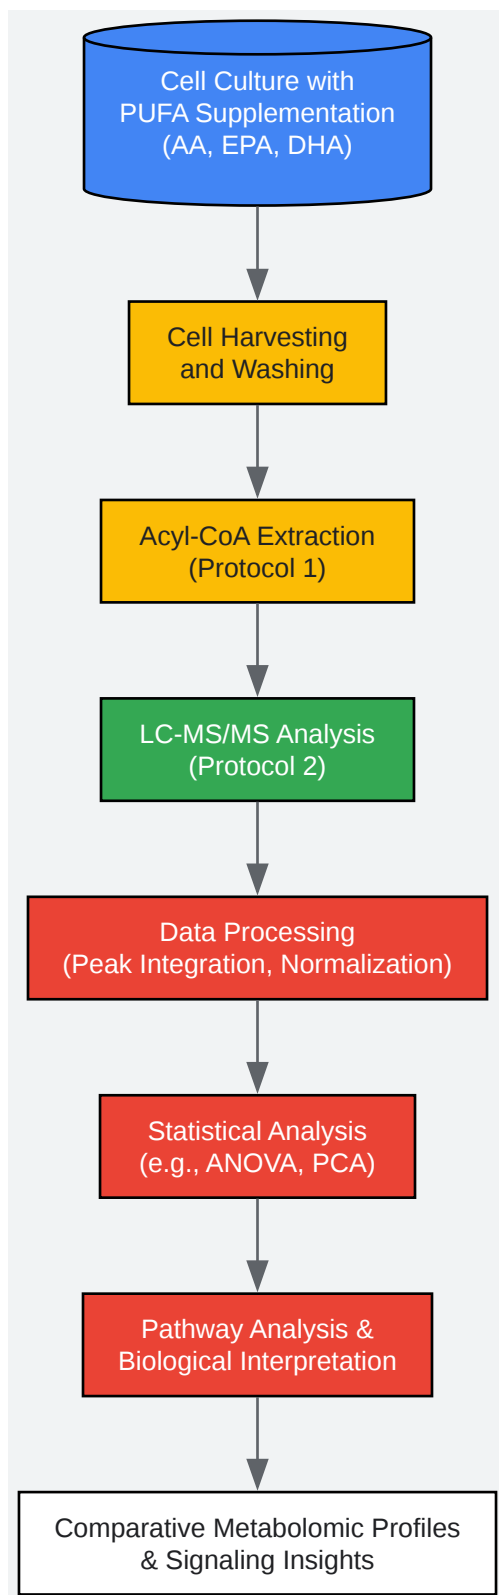 Cell Culture with
PUFA Supplementation
(AA, EPA, DHA)
Cell Harvesting
and Washing
Acyl-CoA Extraction
(Protocol 1)
LC-MS/MS Analysis
(Protocol 2)
Data Processing
(Peak Integration, Normalization)
Statistical Analysis
(e.g., ANOVA, PCA)
Pathway Analysis &
Biological Interpretation
Comparative Metabolomic Profiles
& Signaling Insights